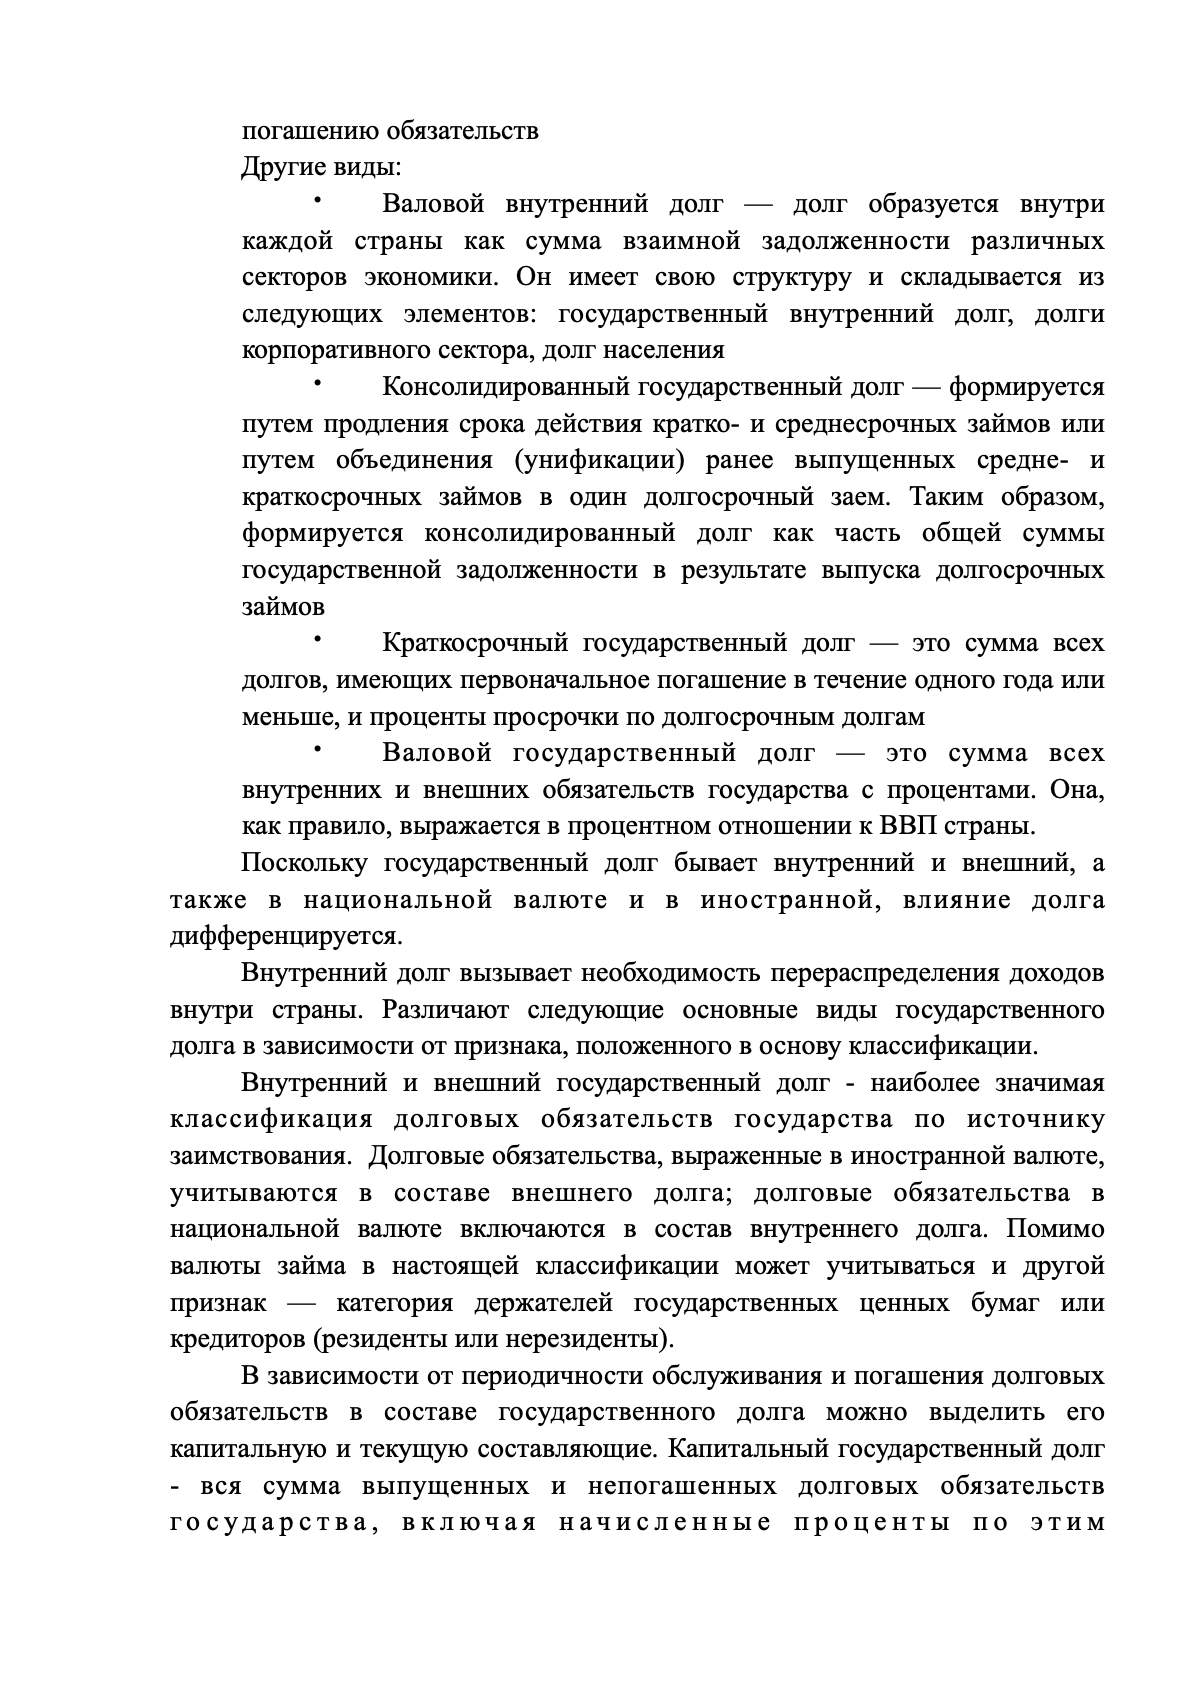 погашению обязательств
Другие виды:
• Валовой внутренний долг — долг образуется внутри
каждой страны как сумма взаимной задолженности различных
секторов экономики. Он имеет свою структуру и складывается из
следующих элементов: государственный внутренний долг, долги
корпоративного сектора, долг населения
• Консолидированный государственный долг — формируется
путем продления срока действия кратко- и среднесрочных займов или
путем объединения (унификации) ранее выпущенных средне- и
краткосрочных займов в один долгосрочный заем. Таким образом,
формируется консолидированный долг как часть общей суммы
государственной задолженности в результате выпуска долгосрочных
займов
• Краткосрочный государственный долг — это сумма всех
долгов, имеющих первоначальное погашение в течение одного года или
меньше, и проценты просрочки по долгосрочным долгам
• Валовой государственный долг — это сумма всех
внутренних и внешних обязательств государства с процентами. Она,
как правило, выражается в процентном отношении к ВВП страны.
Поскольку государственный долг бывает внутренний и внешний, а
также в национальной валюте и в иностранной, влияние долга
дифференцируется.
Внутренний долг вызывает необходимость перераспределения доходов
внутри страны. Различают следующие основные виды государственного
долга в зависимости от признака, положенного в основу классификации.
Внутренний и внешний государственный долг - наиболее значимая
классификация долговых обязательств государства по источнику
заимствования. Долговые обязательства, выраженные в иностранной валюте,
учитываются в составе внешнего долга; долговые обязательства в
национальной валюте включаются в состав внутреннего долга. Помимо
валюты займа в настоящей классификации может учитываться и другой
признак — категория держателей государственных ценных бумаг или
кредиторов (резиденты или нерезиденты).
В зависимости от периодичности обслуживания и погашения долговых
обязательств в составе государственного долга можно выделить его
капитальную и текущую составляющие. Капитальный государственный долг
- вся сумма выпущенных и непогашенных долговых обязательств
государства, включая начисленные проценты по этим